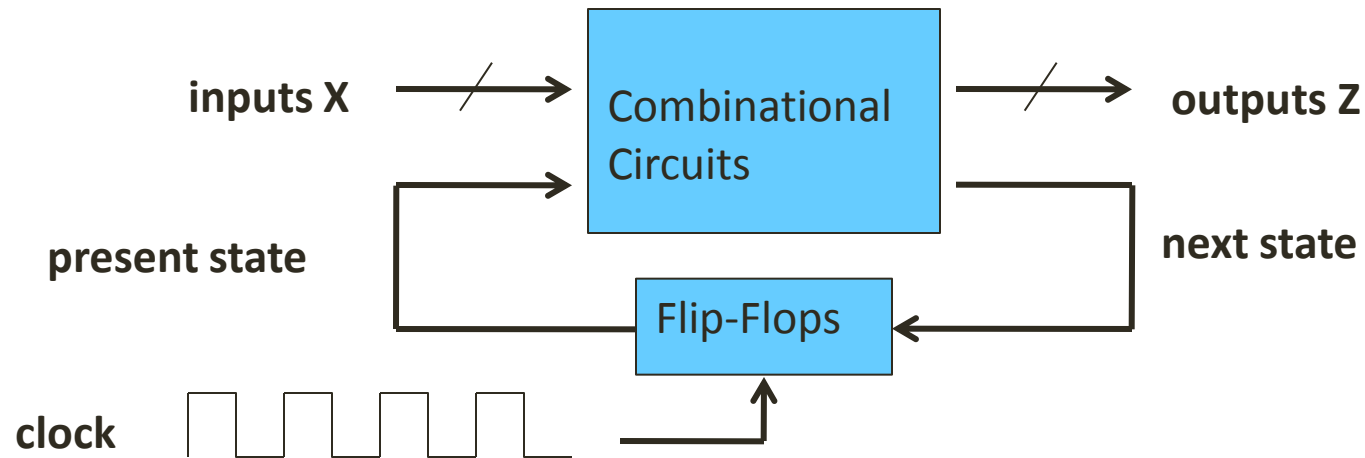 inputs X
Combinational
Circuits
outputs Z
present state
next state
Flip-Flops
clock